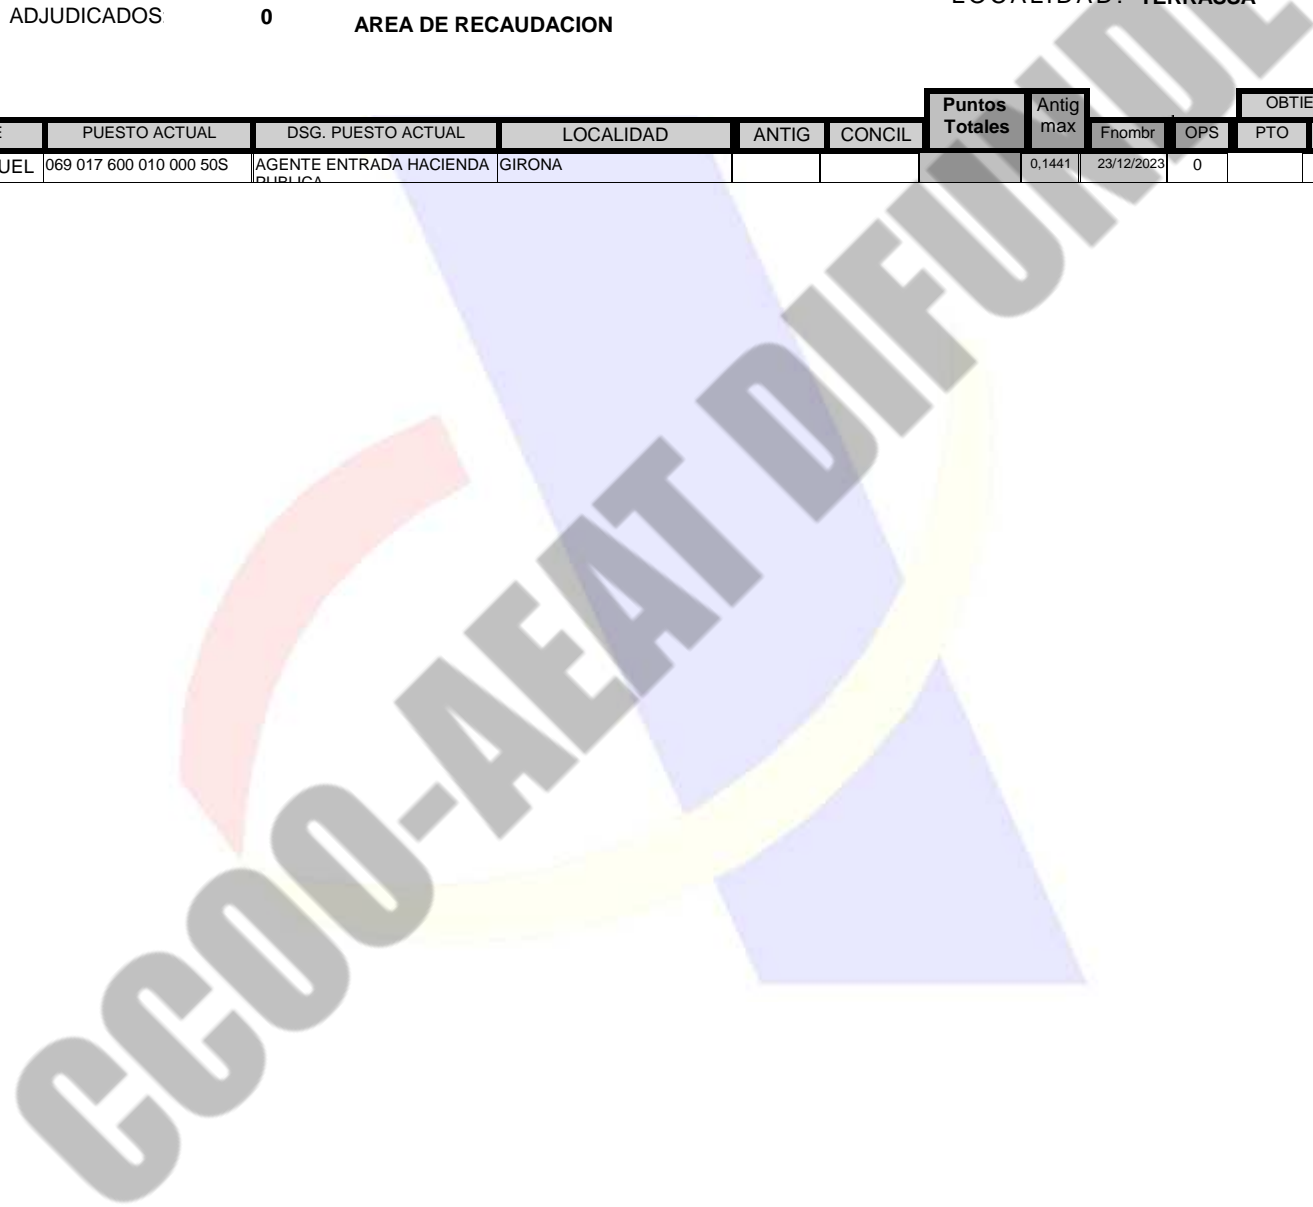 LOCALIDAD: TERRASSA
ADJUDICADOS: 0 AREA DE RECAUDACION
Puntos Totales Antig max OBTIE
PUESTO ACTUAL DSG. PUESTO ACTUAL LOCALIDAD ANTIG CONCIL Fnombr OPS PTO
UEL 069 017 600 010 000 50S AGENTE ENTRADA HACIENDA PUBLICA GIRONA 0,1441 23/12/2023 0
CCOO-AEAT DIFUNDE